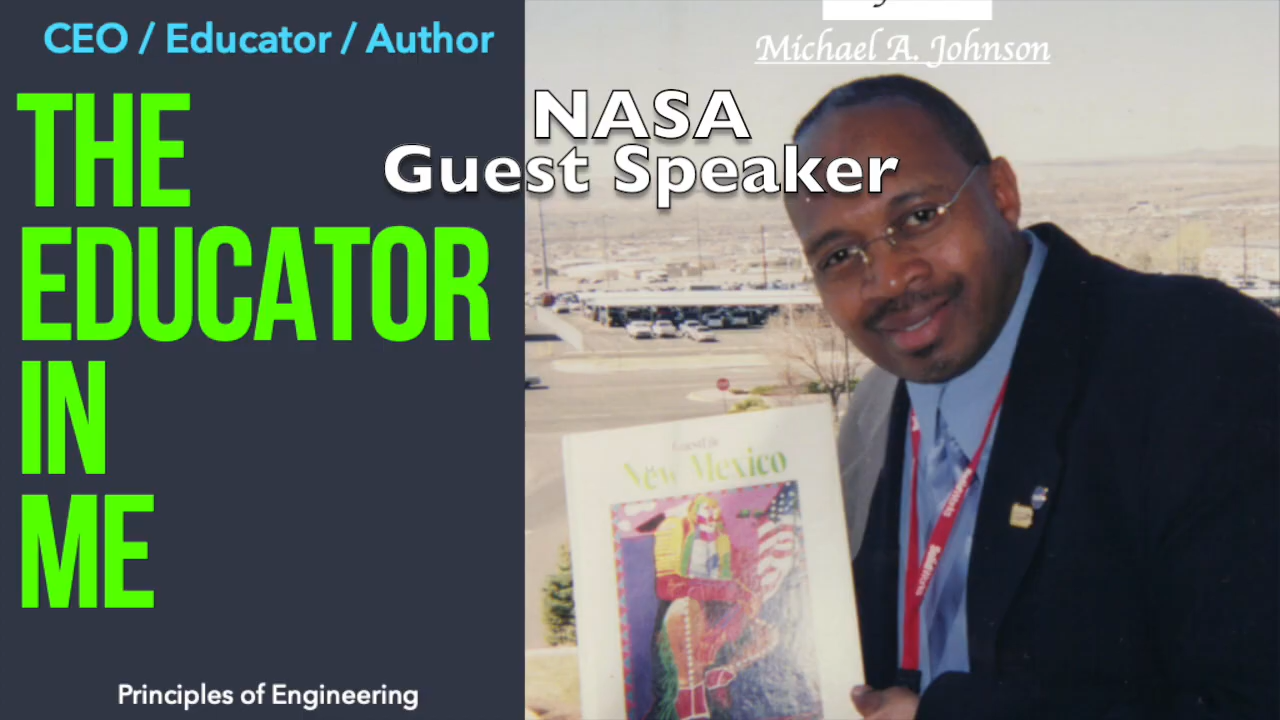 CEO / Educator / Author
THE
EDUCATOR
IN
ME
Principles of Engineering
Michael A. Johnson
NASA
Guest Speaker
New Mexico